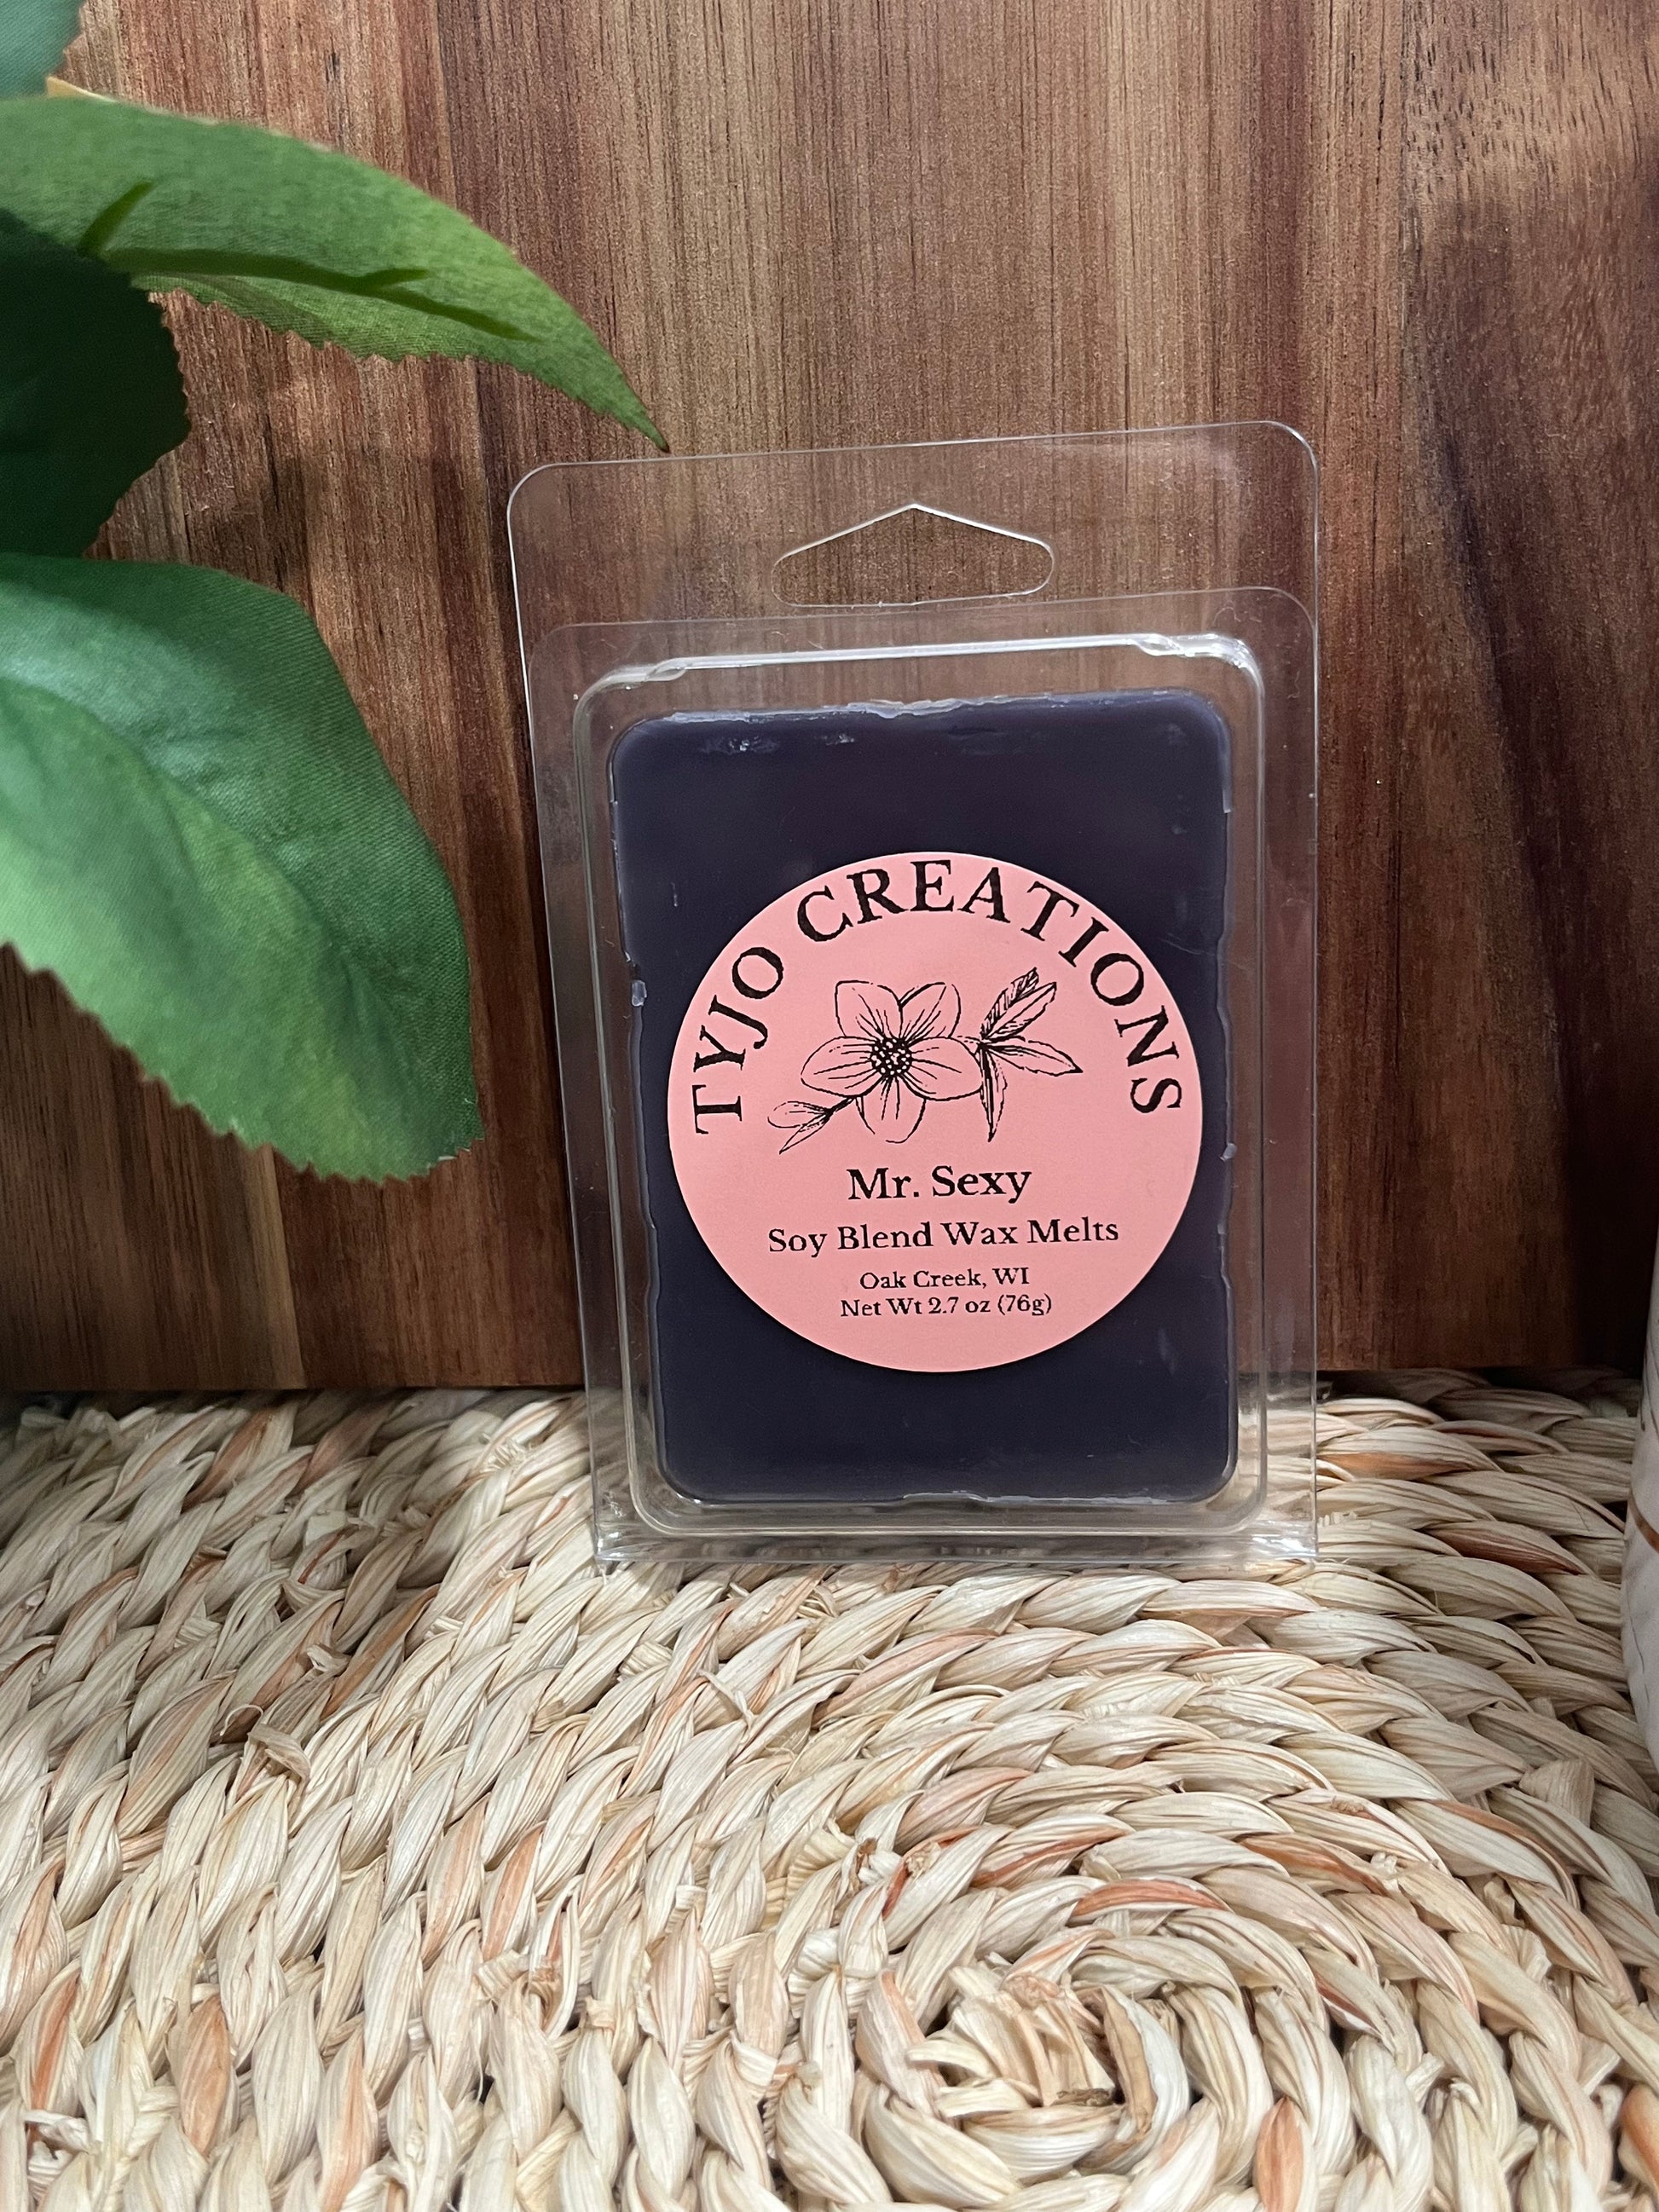 TYJO CREATIONS
Mr. Sexy
Soy Blend Wax Melts
Oak Creek, WI
Net Wt 2.7 oz (76g)